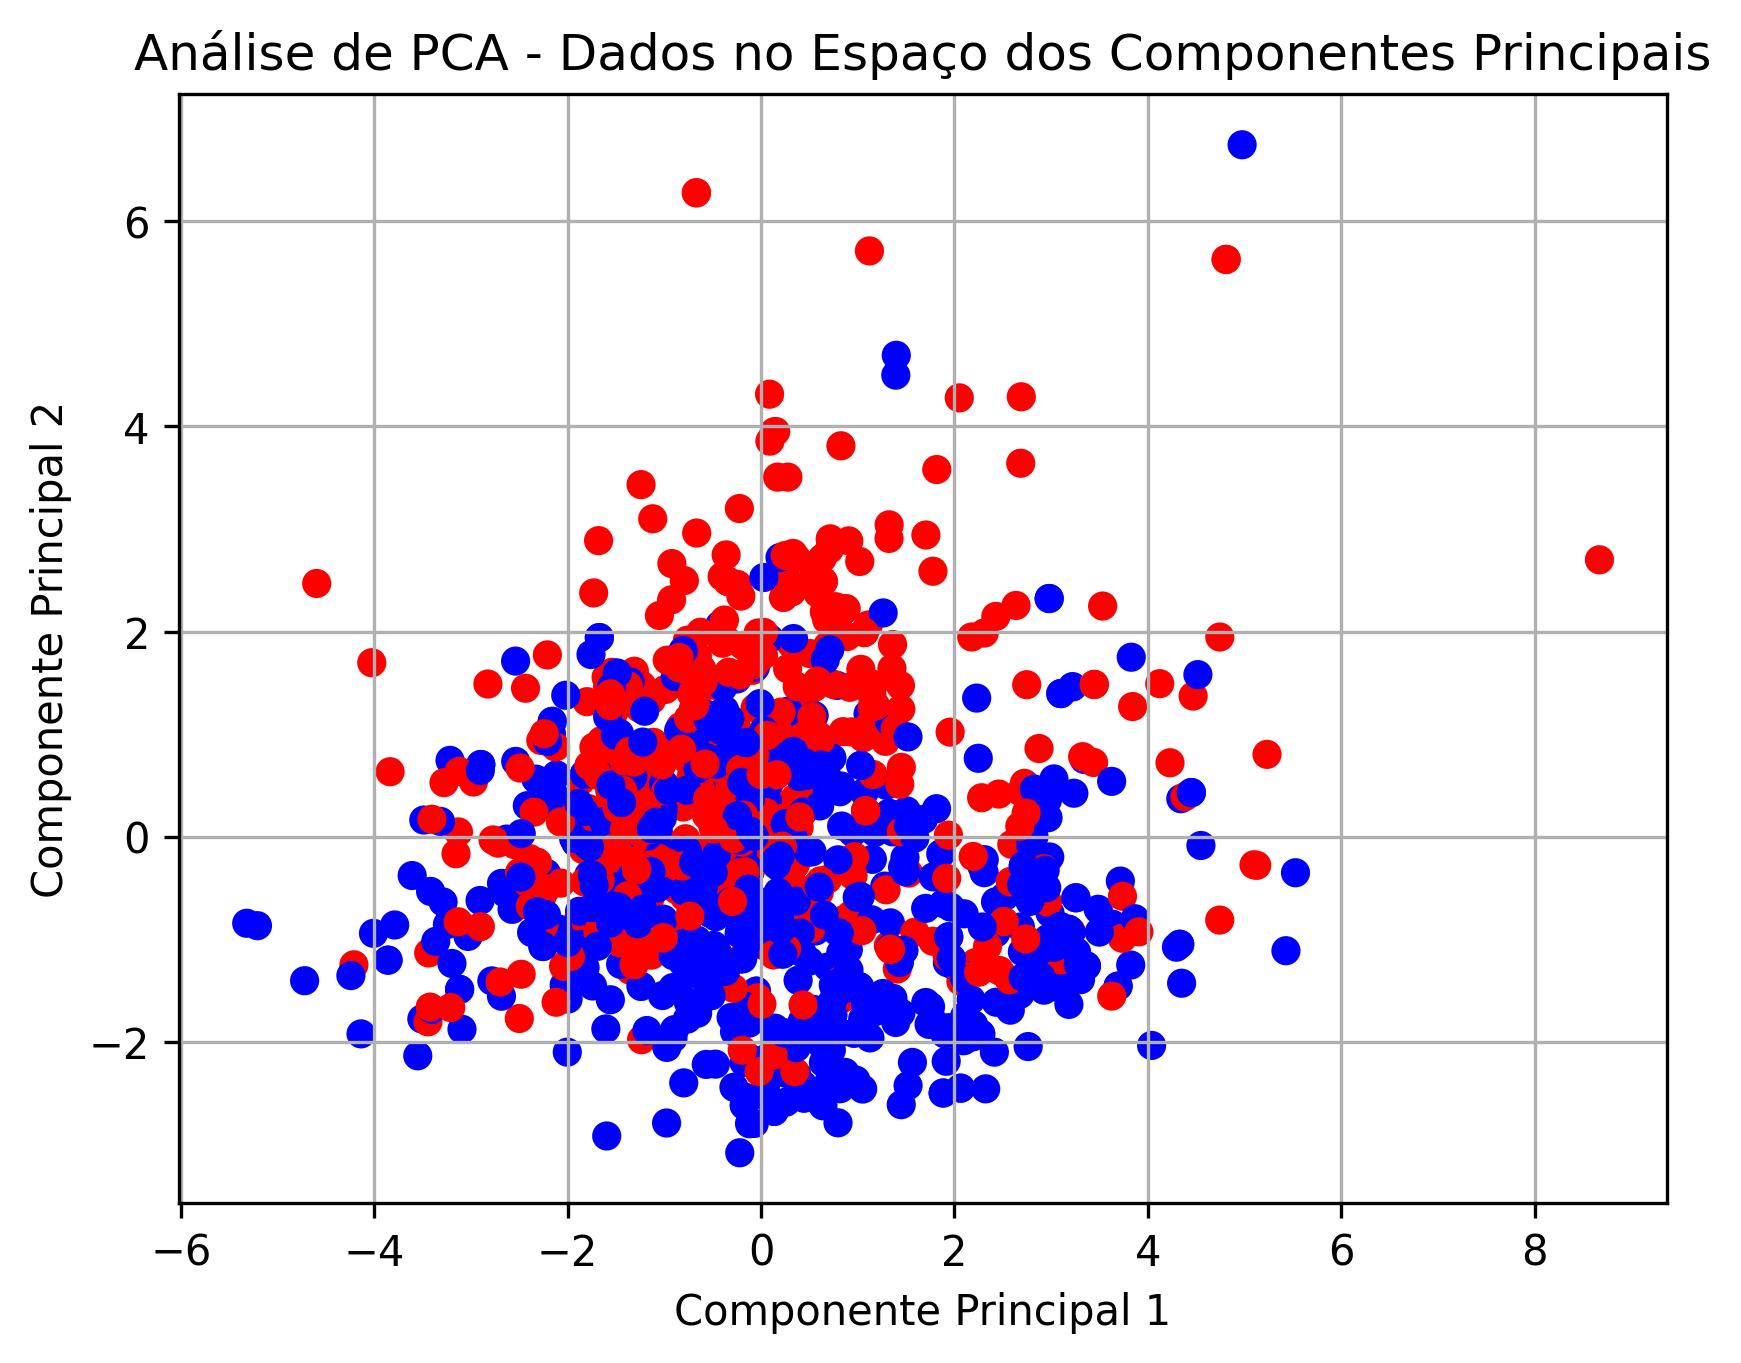 Análise de PCA - Dados no Espaço dos Componentes Principais
Componente Principal 2
6
4
2
0
−2
−6 −4 −2 0 2 4 6 8
Componente Principal 1